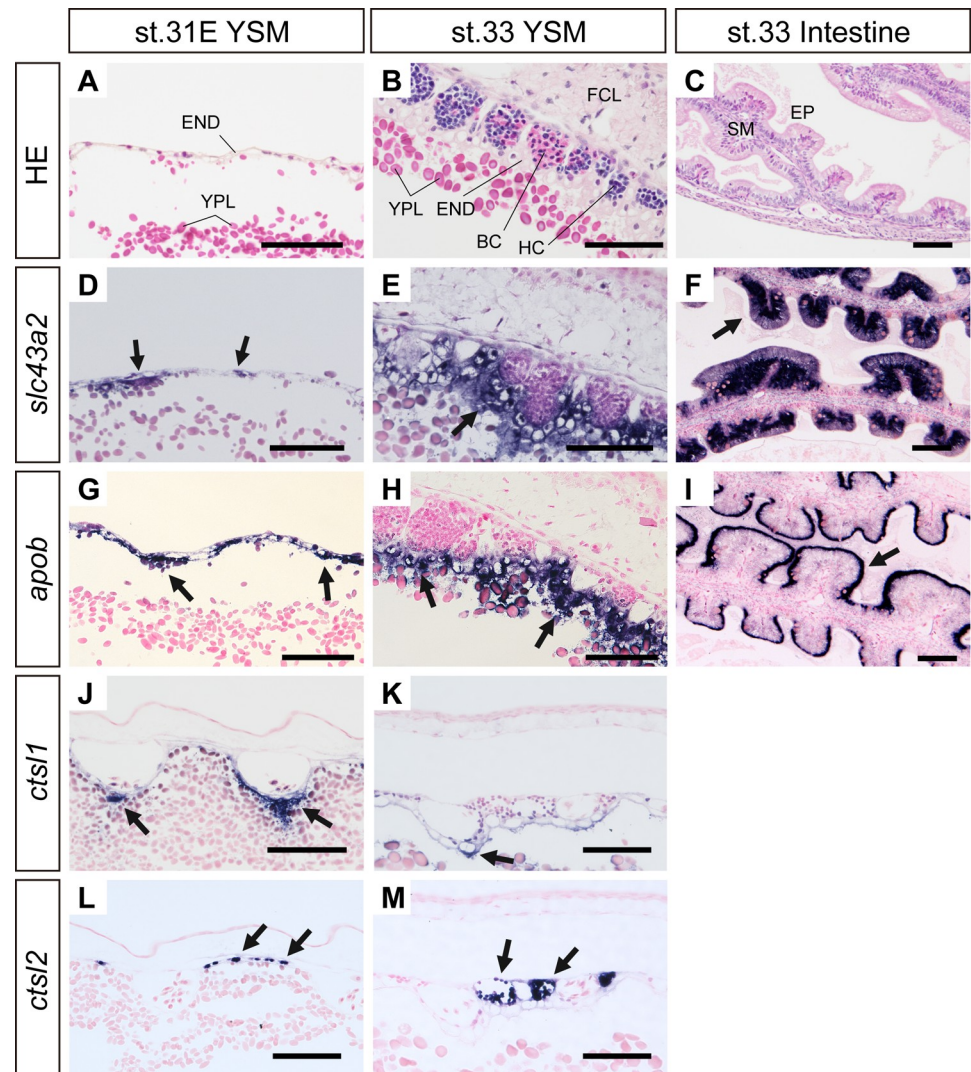 st.31E YSM
st.33 YSM
st.33 Intestine
HE
A
END
YPL
B
FCL
YPL
END
BC
HC
C
EP
SM
slc43a2
D
E
F
apob
G
H
I
ctsl1
J
K
ctsl2
L
M